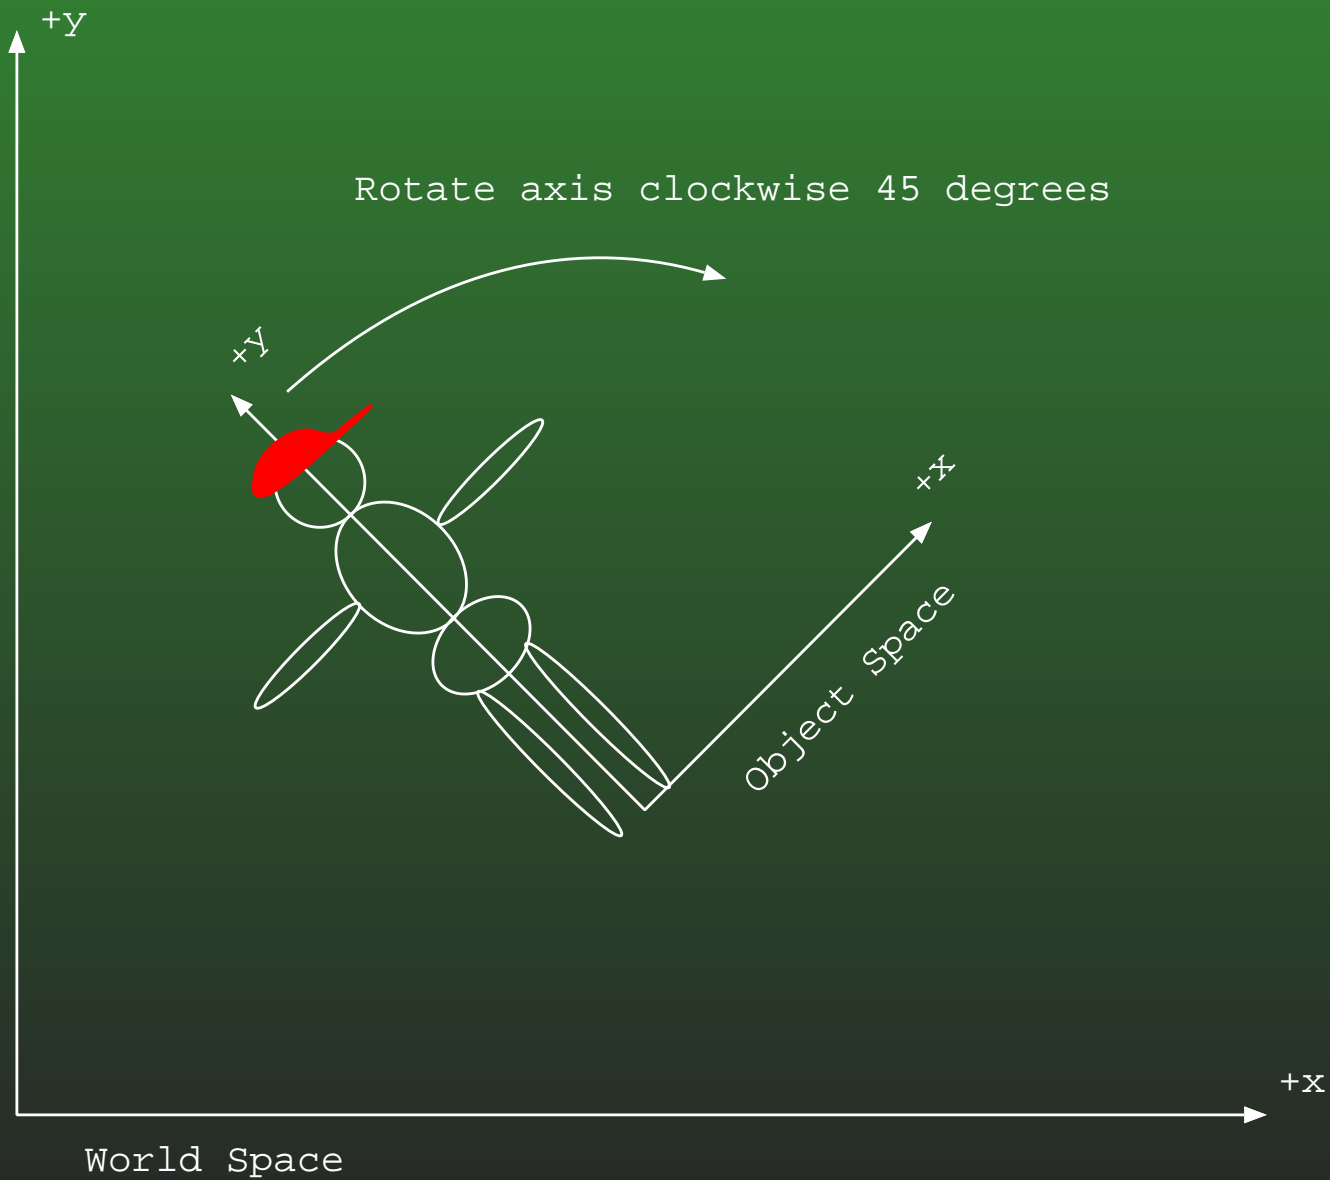 +y
Rotate axis clockwise 45 degrees
+y
+x
Object Space
+x
World Space